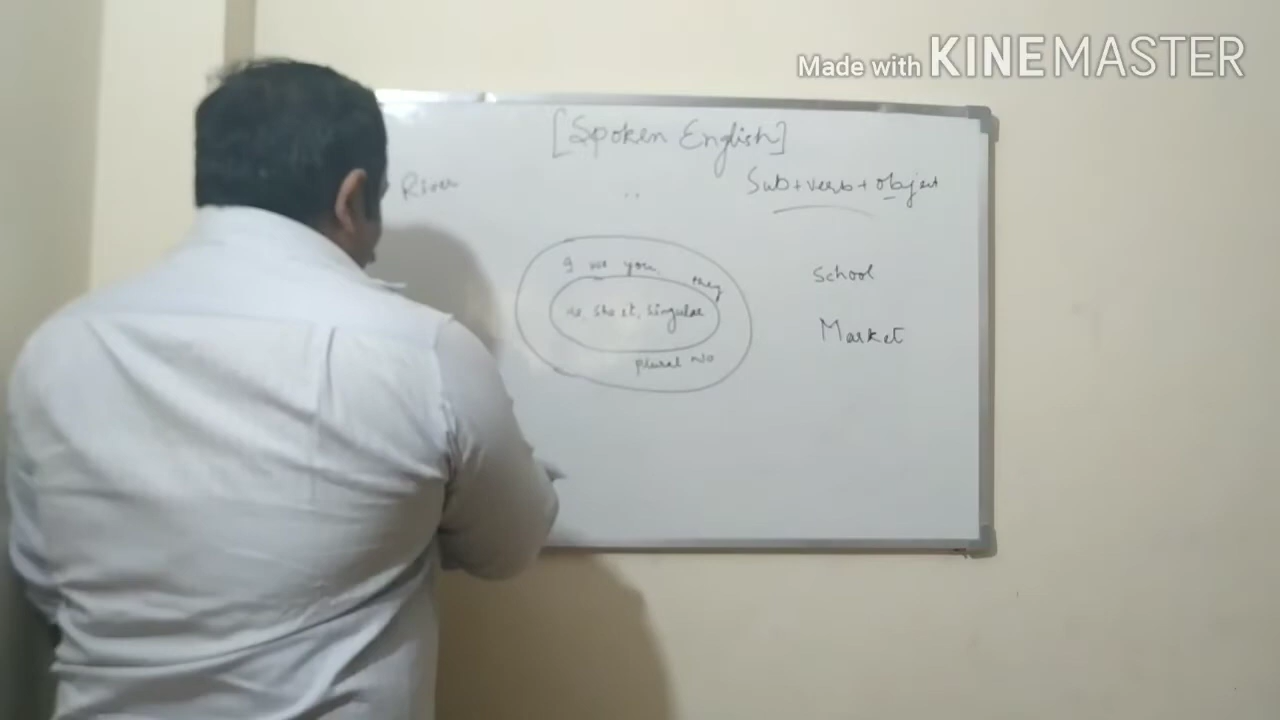 Made with KINEMASTER
[Spoken English]
River
Sub + verb + object
I we you
they
he, she it, singular
plural No
School
Market